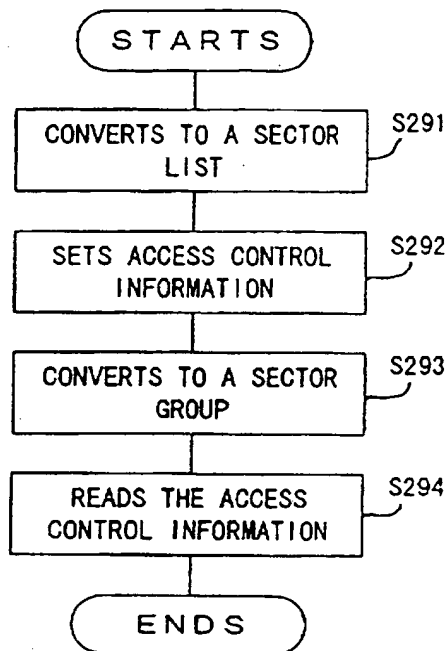 STARTS
CONVERTS TO A SECTOR
LIST
S291
SETS ACCESS CONTROL
INFORMATION
S292
CONVERTS TO A SECTOR
GROUP
S293
READS THE ACCESS
CONTROL INFORMATION
S294
ENDS